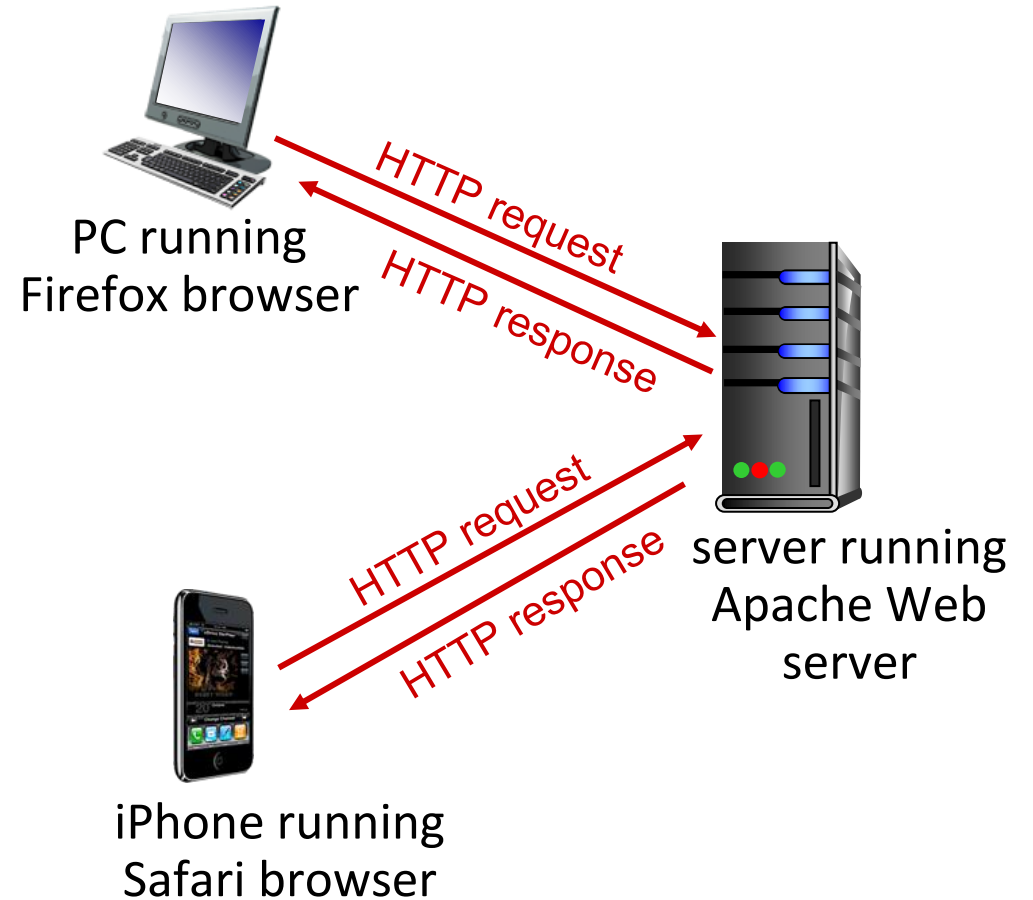 HTTP request
HTTP response
PC running
Firefox browser
HTTP request
HTTP response
server running
Apache Web
server
iPhone running
Safari browser